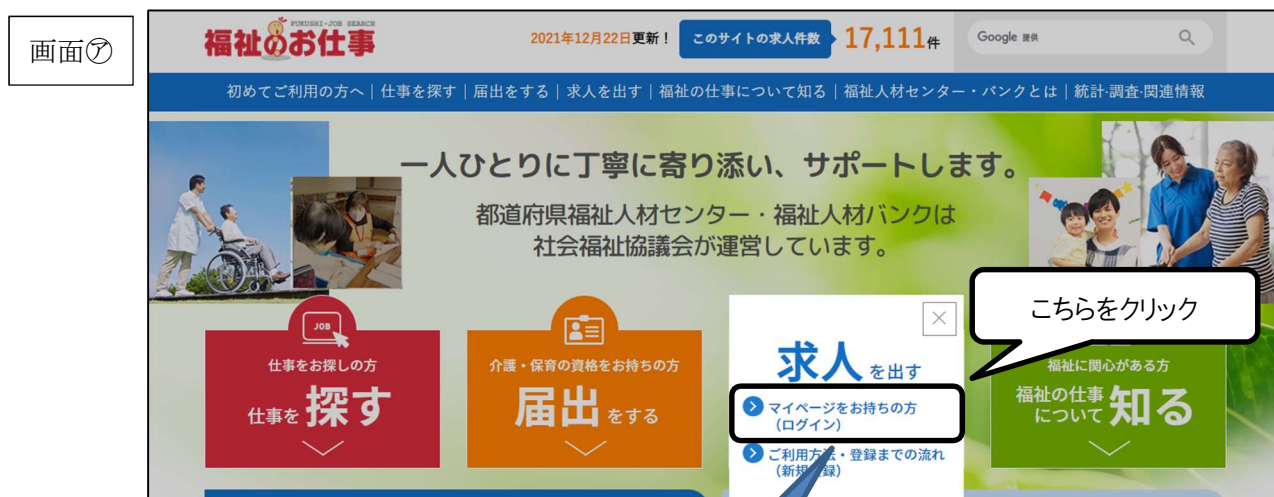 画面㋐
FUKUSHI-JOB SEARCH
福祉のお仕事
2021年12月22日更新！
このサイトの求人件数
17,111件
Google 提供
初めてご利用の方へ｜仕事を探す｜届出をする｜求人を出す｜福祉の仕事について知る｜福祉人材センター・バンクとは｜統計·調査·関連情報
一人ひとりに丁寧に寄り添い、サポートします。
都道府県福祉人材センター・福祉人材バンクは
社会福祉協議会が運営しています。
こちらをクリック
JOB
仕事をお探しの方
仕事を 探す
介護・保育の資格をお持ちの方
届出 をする
求人 を出す
マイページをお持ちの方
（ログイン）
ご利用方法・登録までの流れ
（新規登録）
福祉に関心がある方
福祉の仕事
について 知る